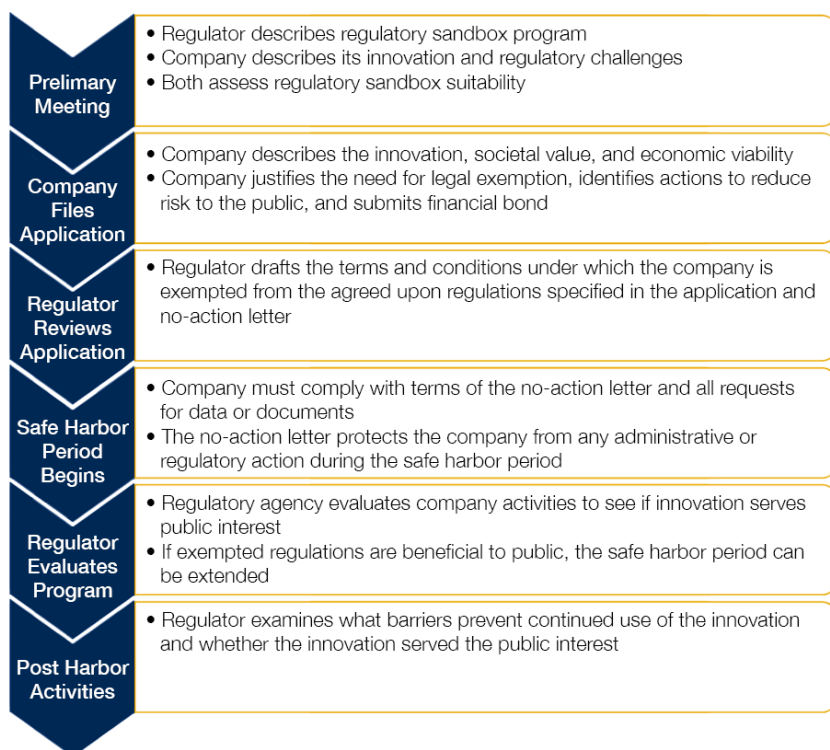 Prelimary
Meeting
• Regulator describes regulatory sandbox program
• Company describes its innovation and regulatory challenges
• Both assess regulatory sandbox suitability
Company
Files
Application
• Company describes the innovation, societal value, and economic viability
• Company justifies the need for legal exemption, identifies actions to reduce
risk to the public, and submits financial bond
Regulator
Reviews
Application
• Regulator drafts the terms and conditions under which the company is
exempted from the agreed upon regulations specified in the application and
no-action letter
Safe Harbor
Period
Begins
• Company must comply with terms of the no-action letter and all requests
for data or documents
• The no-action letter protects the company from any administrative or
regulatory action during the safe harbor period
Regulator
Evaluates
Program
• Regulatory agency evaluates company activities to see if innovation serves
public interest
• If exempted regulations are beneficial to public, the safe harbor period can
be extended
Post Harbor
Activities
• Regulator examines what barriers prevent continued use of the innovation
and whether the innovation served the public interest